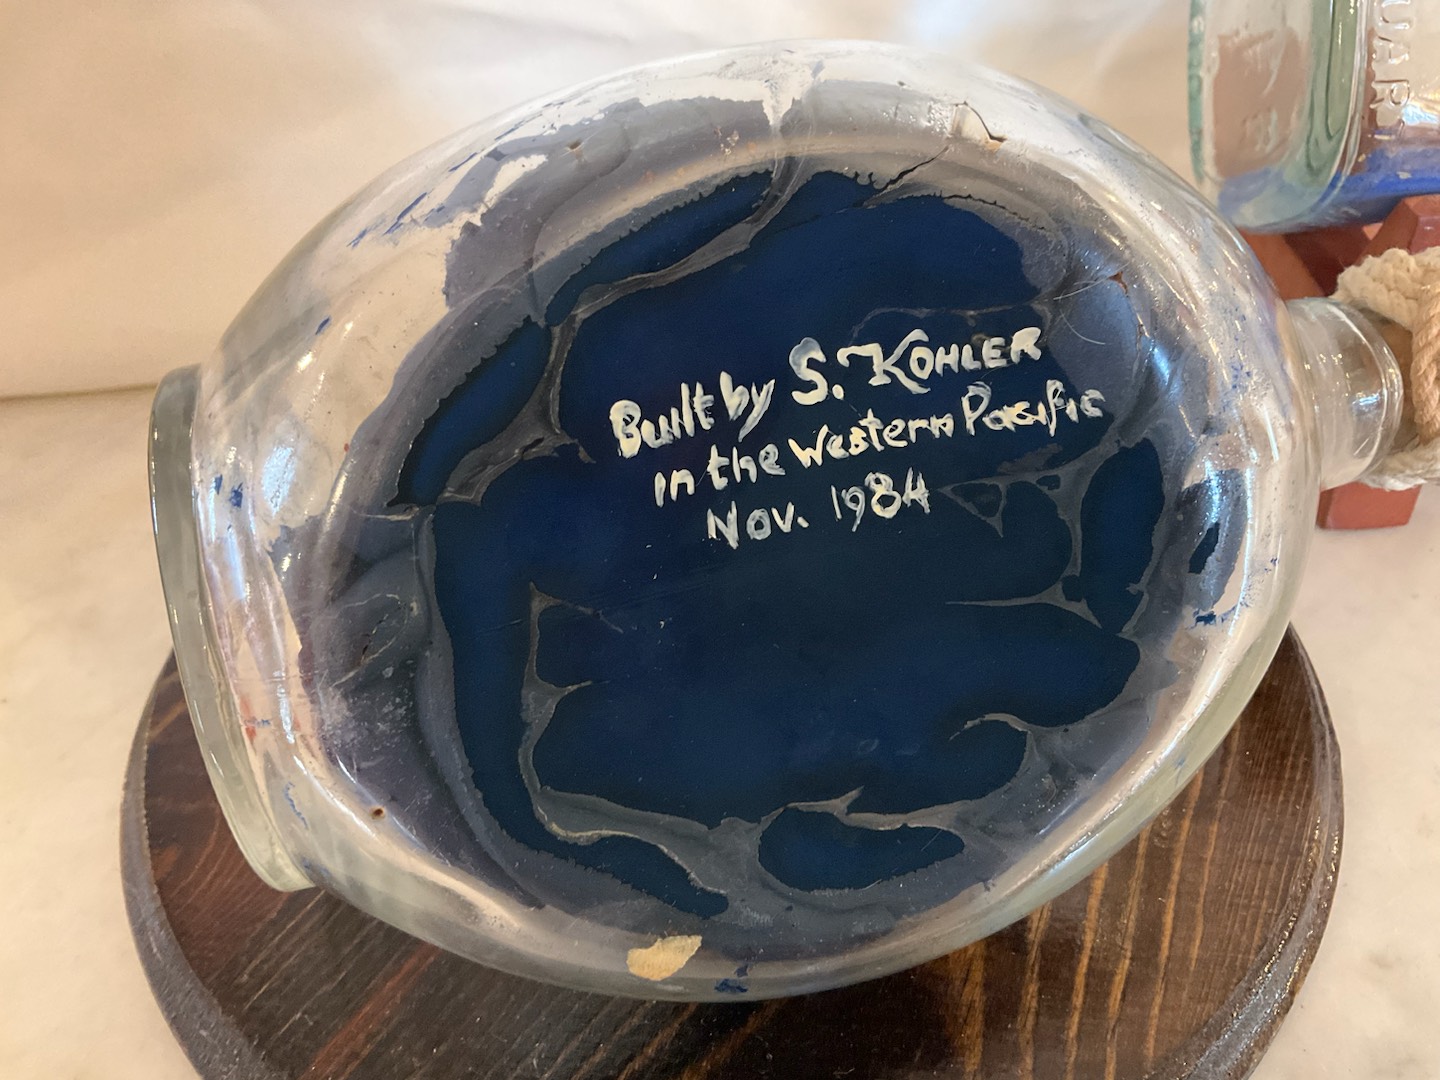 Built by S. KOHLER
in the Western Pacific
Nov. 1984